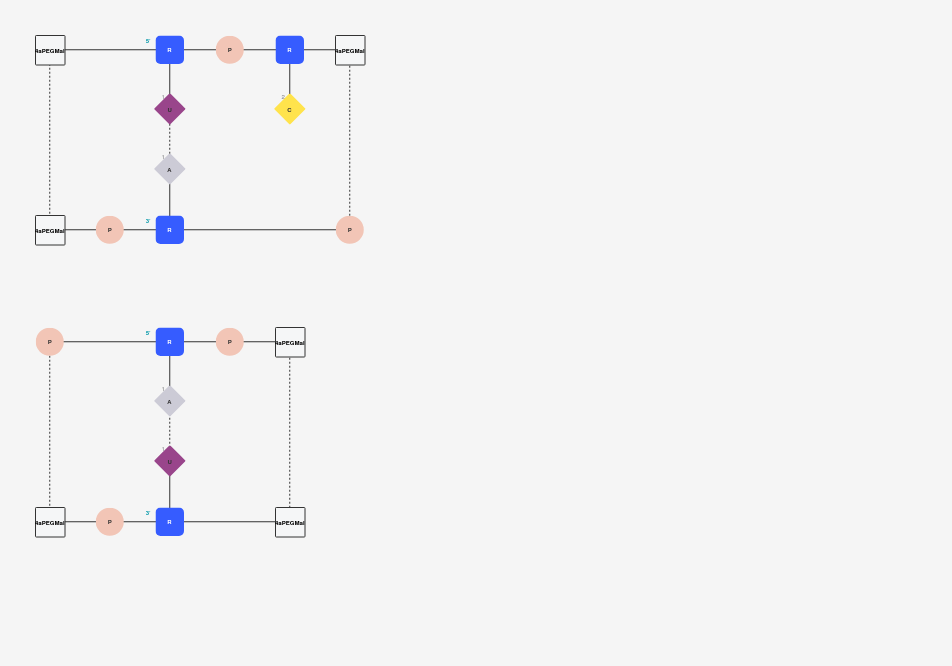 5'
4aPEGMal R P R 4aPEGMal
1 2
U C
1
A
3'
4aPEGMal P R P
5'
P R P 4aPEGMal
1
A
1
U
3'
4aPEGMal P R 4aPEGMal